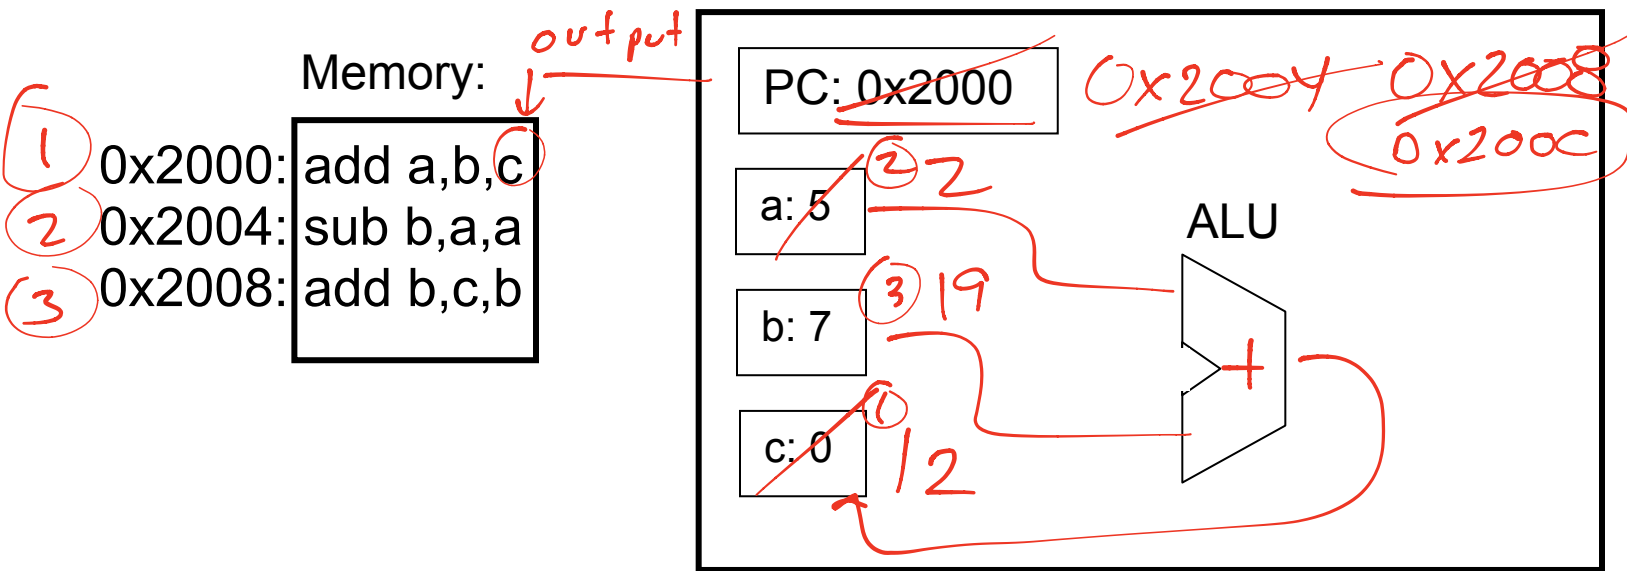 output
Memory:
1 0x2000: add a,b,c
2 0x2004: sub b,a,a
3 0x2008: add b,c,b
PC: 0x2000 0x2004 0x2008
0x200C
a: 5 2 2
b: 7 3 19
c: 0 1 12
ALU
+